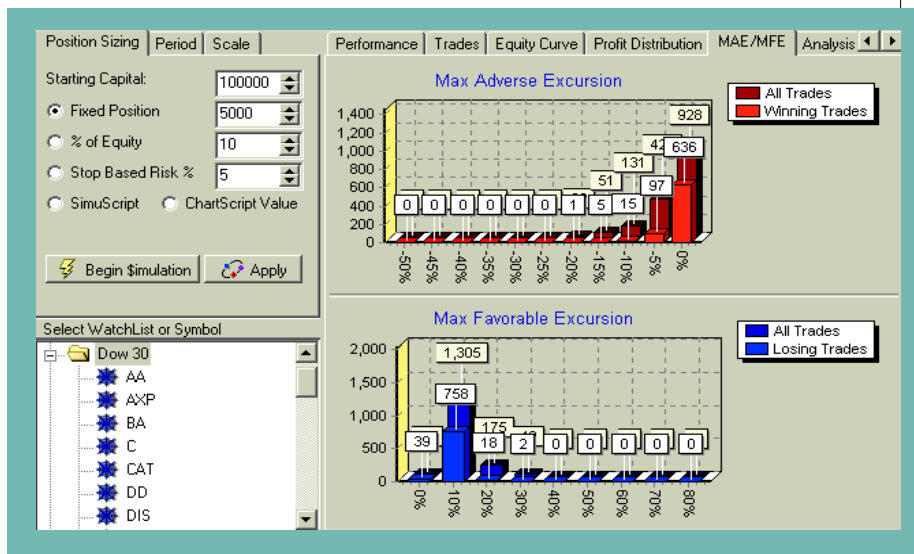 Position Sizing Period Scale
Starting Capital: 100000
Fixed Position 5000
% of Equity 10
Stop Based Risk % 5
SimuScript ChartScript Value
Begin $imulation Apply
Select WatchList or Symbol
Dow 30
AA
AXP
BA
C
CAT
DD
DIS
Performance Trades Equity Curve Profit Distribution MAE/MFE Analysis
Max Adverse Excursion
All Trades
Winning Trades
1,400
1,200
1,000
800
600
400
200
0
51 131 928
0 0 0 0 0 0 0 1 5 15 97 636
-50% -45% -40% -35% -30% -25% -20% -15% -10% -5% 0%
Max Favorable Excursion
All Trades
Losing Trades
2,000
1,500
1,000
500
0
1,305 175
39 758 18 2 0 0 0 0 0
0% 10% 20% 30% 40% 50% 60% 70% 80%